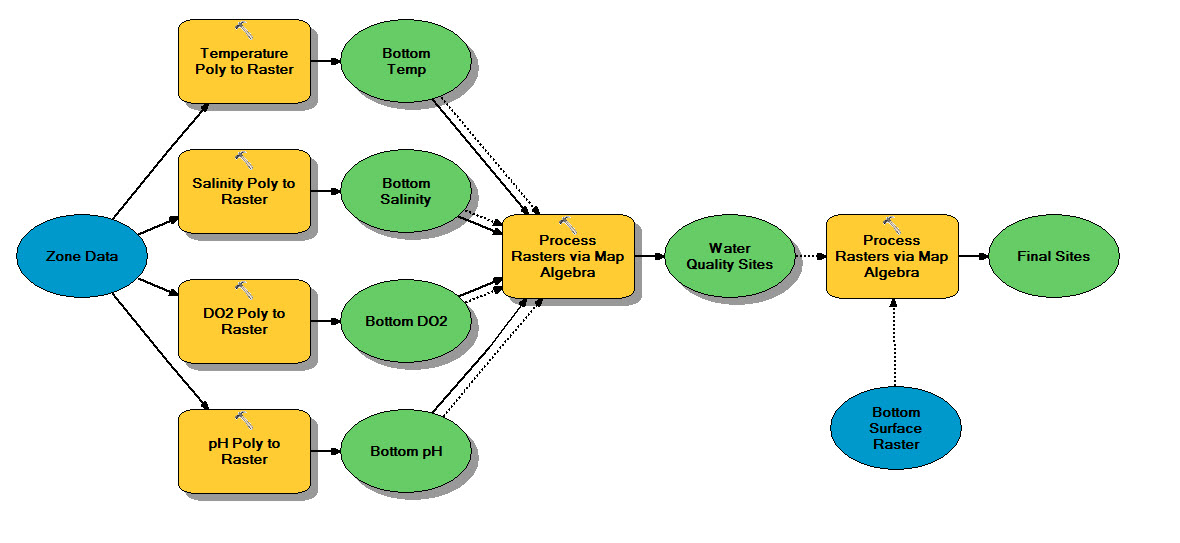 Temperature
Poly to Raster
Bottom
Temp
Salinity Poly to
Raster
Bottom
Salinity
Zone Data
Process
Rasters via Map
Algebra
Water
Quality Sites
Process
Rasters via Map
Algebra
Final Sites
DO2 Poly to
Raster
Bottom DO2
pH Poly to
Raster
Bottom pH
Bottom
Surface
Raster